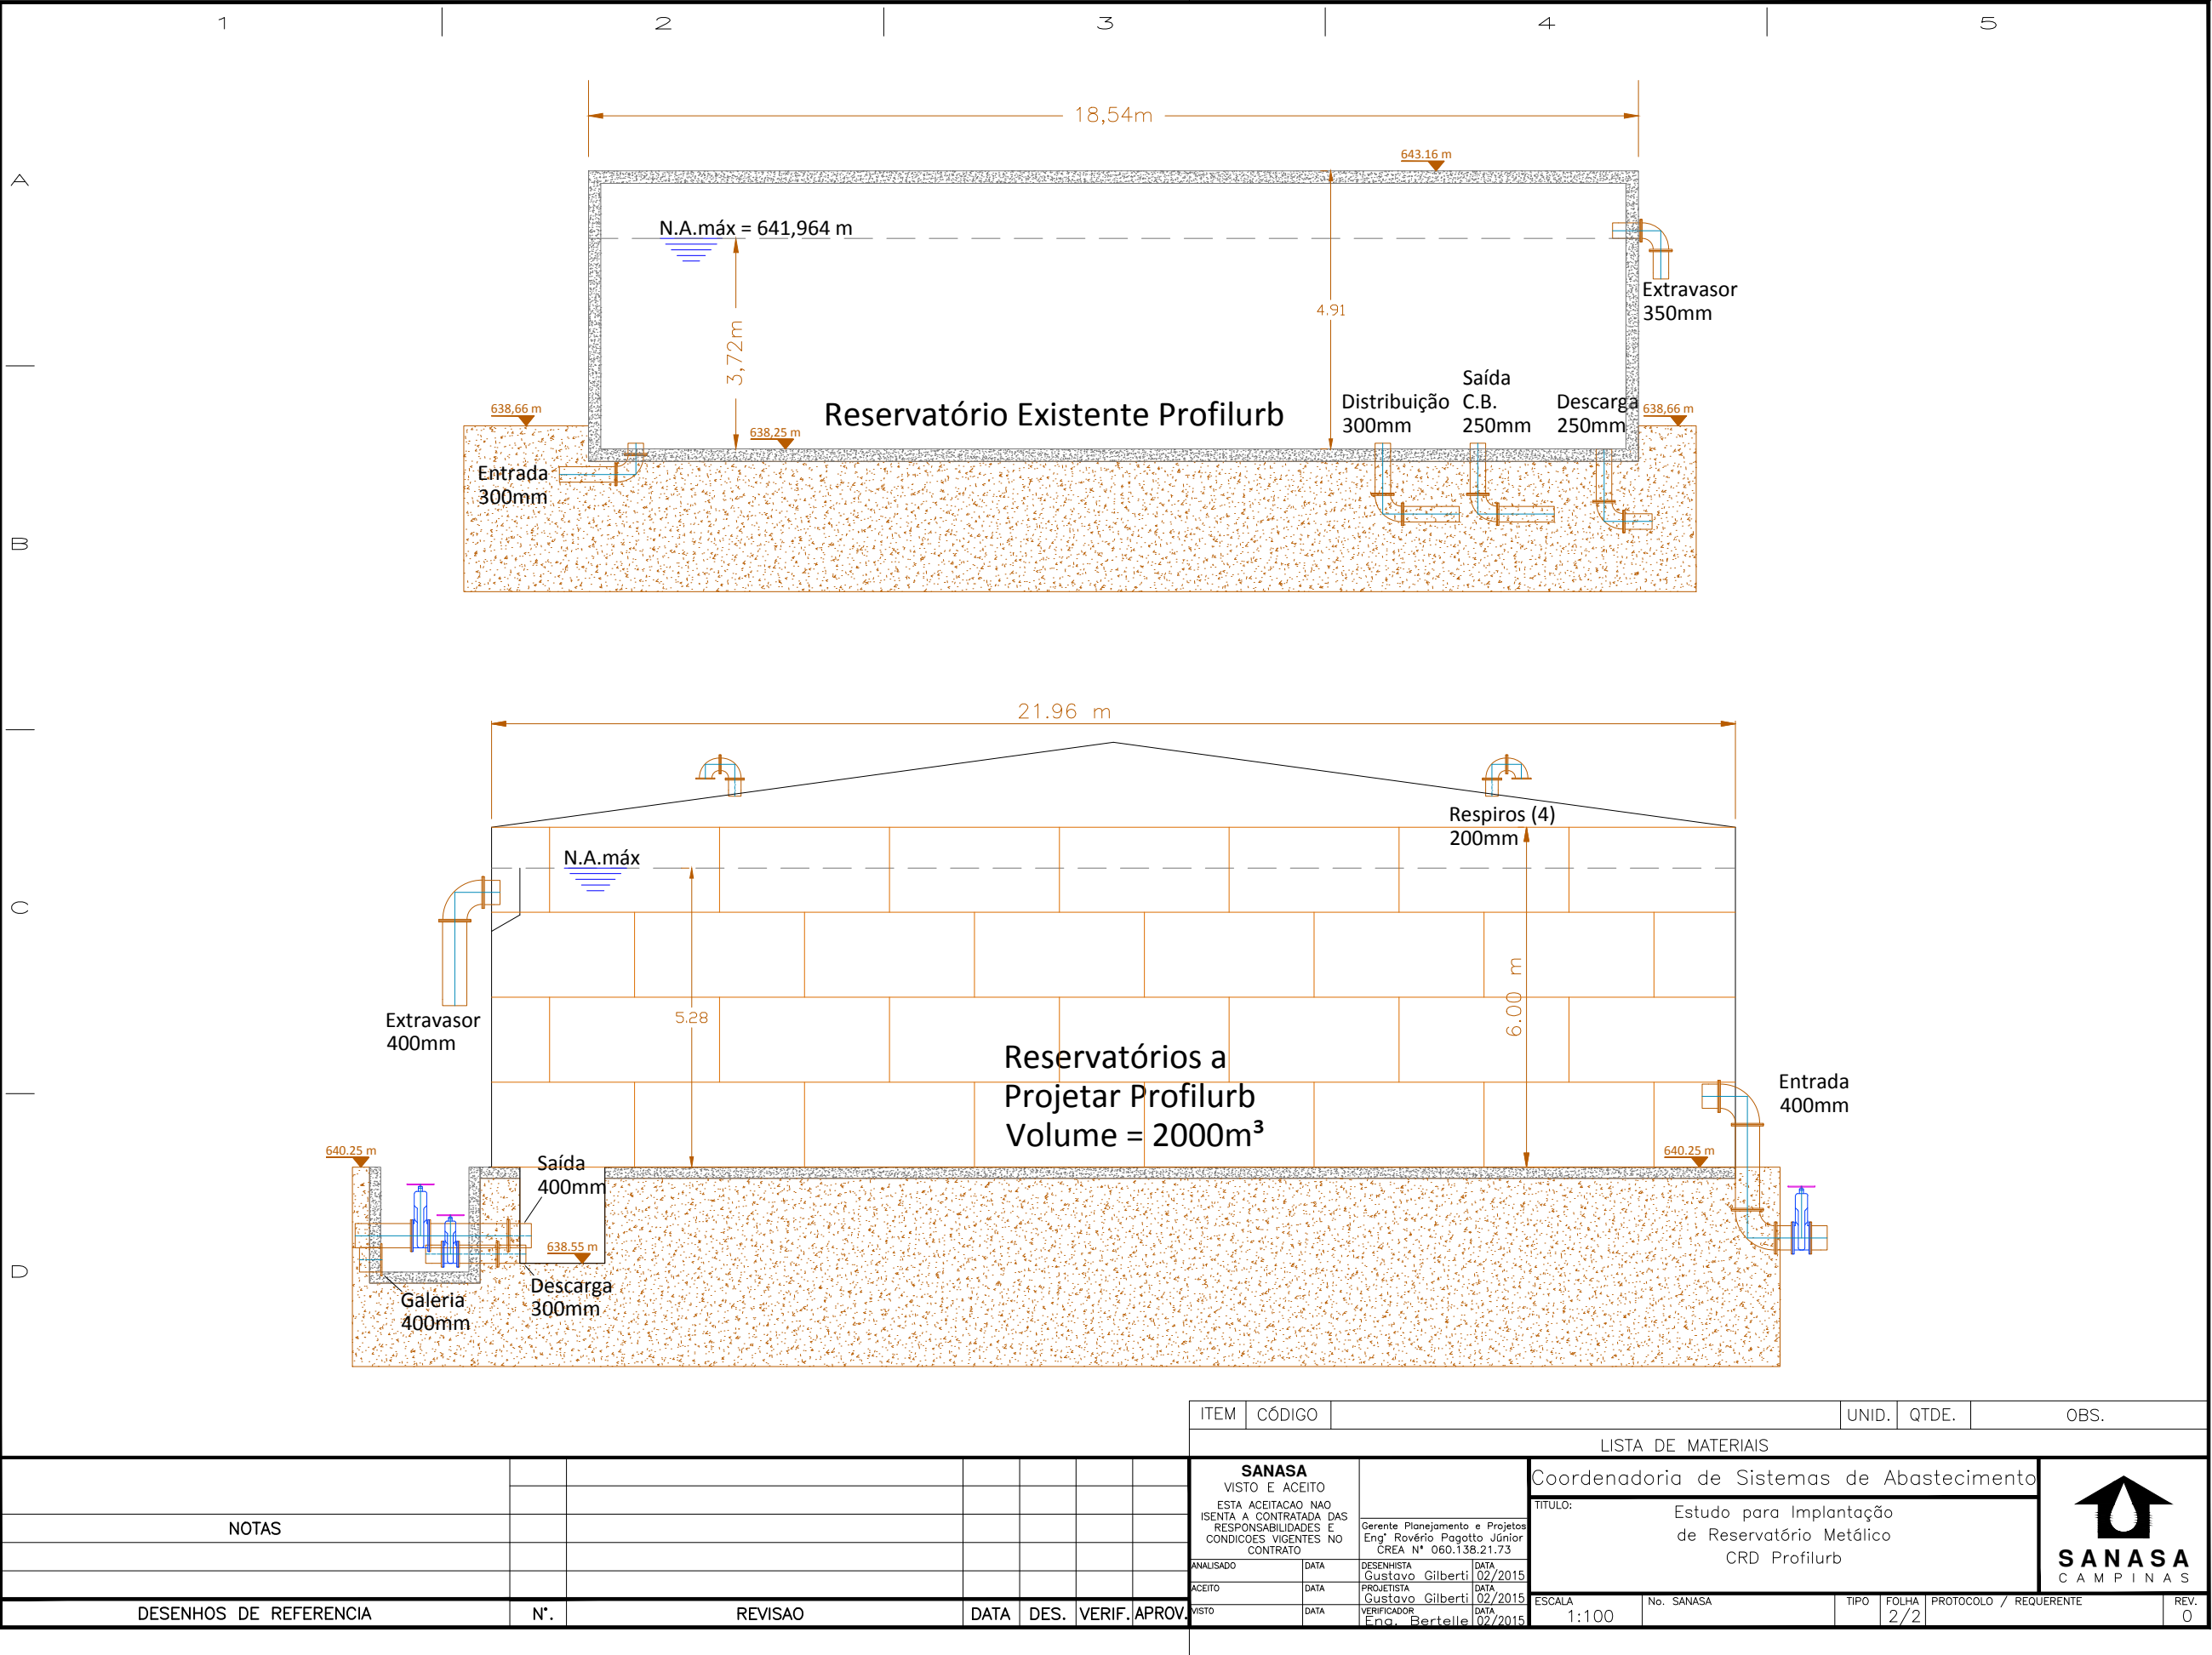 1 2 3 4 5
A
B
C
D
18,54m
643.16 m
N.A.máx = 641,964 m
3,72m
4.91
Extravasor
350mm
638,66 m
638,25 m
Reservatório Existente Profilurb
Distribuição
300mm
Saída
C.B.
250mm
Descarga
250mm
638,66 m
Entrada
300mm
21.96 m
Respiros (4)
200mm
N.A.máx
5.28
6.00 m
Extravasor
400mm
Reservatórios a
Projetar Profilurb
Volume = 2000m³
Entrada
400mm
640.25 m
640.25 m
Saída
400mm
638.55 m
Descarga
300mm
Galeria
400mm
ITEM CÓDIGO UNID. QTDE. OBS.
LISTA DE MATERIAIS
NOTAS
DESENHOS DE REFERENCIA N°. REVISAO DATA DES. VERIF. APROV.
SANASA
VISTO E ACEITO
ESTA ACEITACAO NAO
ISENTA A CONTRATADA DAS
RESPONSABILIDADES E
CONDICOES VIGENTES NO
CONTRATO
Gerente Planejamento e Projetos
Eng° Rovério Pagotto Júnior
CREA N° 060.138.21.73
ANALISADO DATA
ACEITO DATA
VISTO DATA
DESENHISTA DATA
Gustavo Gilberti 02/2015
PROJETISTA DATA
Gustavo Gilberti 02/2015
VERIFICADOR DATA
Eng. Bertelle 02/2015
Coordenadoria de Sistemas de Abastecimento
TITULO:
Estudo para Implantação
de Reservatório Metálico
CRD Profilurb
ESCALA
1:100
No. SANASA
TIPO
FOLHA
2/2
PROTOCOLO / REQUERENTE
REV.
0
SANASA
CAMPINAS